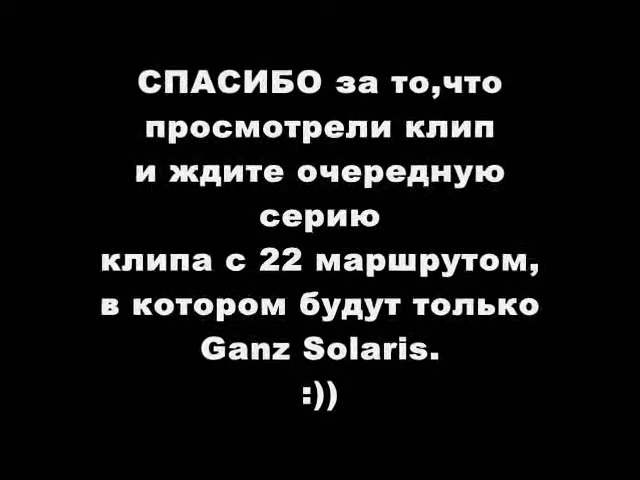 СПАСИБО за то,что
просмотрели клип
и ждите очередную
серию
клипа с 22 маршрутом,
в котором будут только
Ganz Solaris.
:))